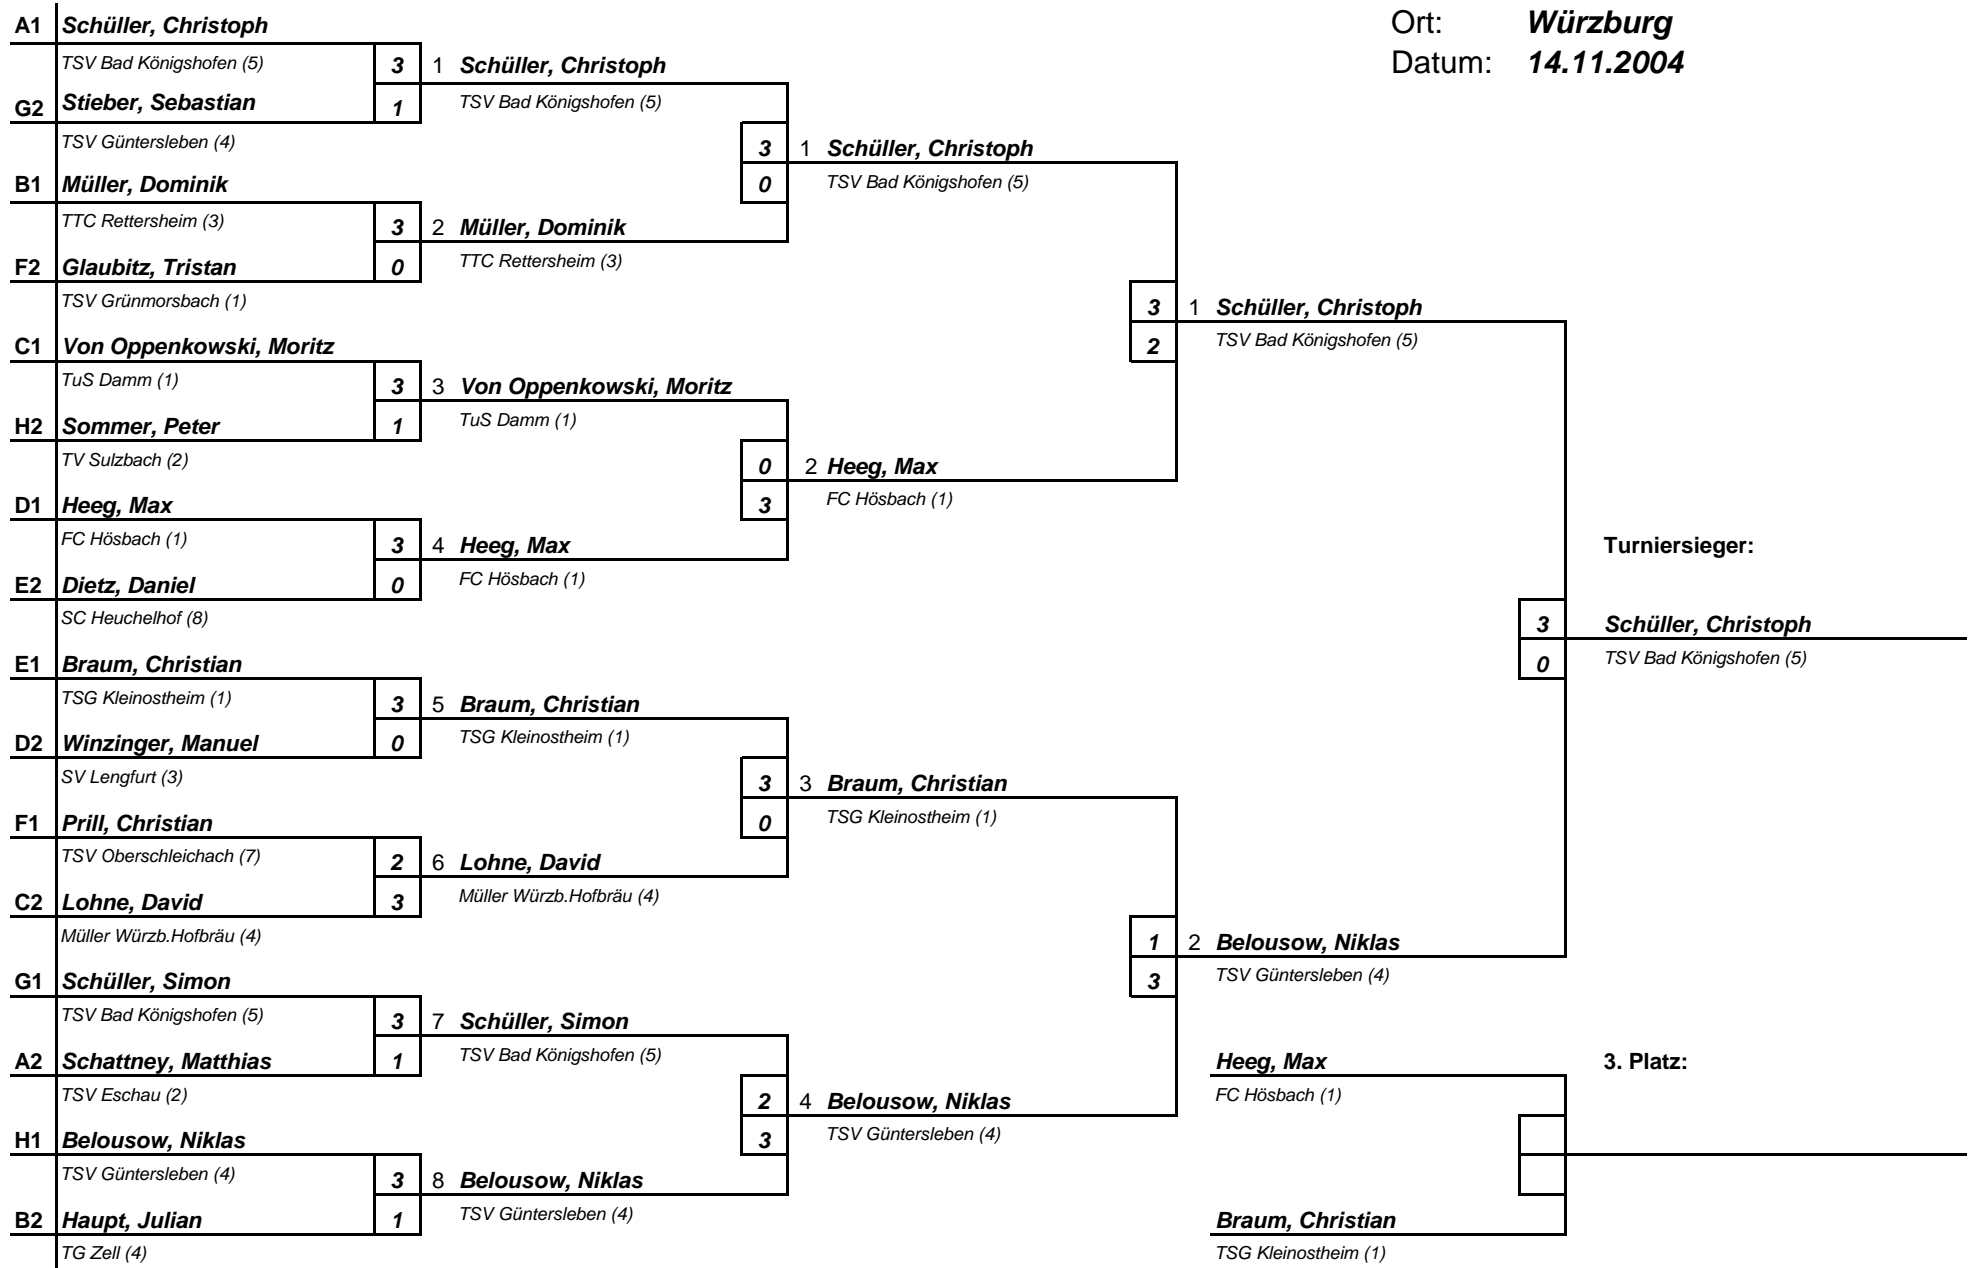 Ort: Würzburg
Datum: 14.11.2004
A1 Schüller, Christoph
TSV Bad Königshofen (5)
3 1 Schüller, Christoph
G2 Stieber, Sebastian
1
TSV Bad Königshofen (5)
TSV Güntersleben (4)
3 1 Schüller, Christoph
B1 Müller, Dominik
0
TSV Bad Königshofen (5)
TTC Rettersheim (3)
3 2 Müller, Dominik
F2 Glaubitz, Tristan
0
TTC Rettersheim (3)
TSV Grünmorsbach (1)
3 1 Schüller, Christoph
C1 Von Oppenkowski, Moritz
2
TSV Bad Königshofen (5)
TuS Damm (1)
3 3 Von Oppenkowski, Moritz
H2 Sommer, Peter
1
TuS Damm (1)
TV Sulzbach (2)
0 2 Heeg, Max
D1 Heeg, Max
3
FC Hösbach (1)
FC Hösbach (1)
3 4 Heeg, Max
Turniersieger:
E2 Dietz, Daniel
0
FC Hösbach (1)
SC Heuchelhof (8)
3 Schüller, Christoph
E1 Braum, Christian
0
TSV Bad Königshofen (5)
TSG Kleinostheim (1)
3 5 Braum, Christian
D2 Winzinger, Manuel
0
TSG Kleinostheim (1)
SV Lengfurt (3)
3 3 Braum, Christian
F1 Prill, Christian
0
TSG Kleinostheim (1)
TSV Oberschleichach (7)
2 6 Lohne, David
C2 Lohne, David
3
Müller Würzb.Hofbräu (4)
Müller Würzb.Hofbräu (4)
1 2 Belousow, Niklas
G1 Schüller, Simon
3
TSV Güntersleben (4)
TSV Bad Königshofen (5)
3 7 Schüller, Simon
A2 Schattney, Matthias
1
TSV Bad Königshofen (5)
Heeg, Max
3. Platz:
TSV Eschau (2)
FC Hösbach (1)
2 4 Belousow, Niklas
H1 Belousow, Niklas
3
TSV Güntersleben (4)
TSV Güntersleben (4)
3 8 Belousow, Niklas
B2 Haupt, Julian
1
TSV Güntersleben (4)
Braum, Christian
TG Zell (4)
TSG Kleinostheim (1)